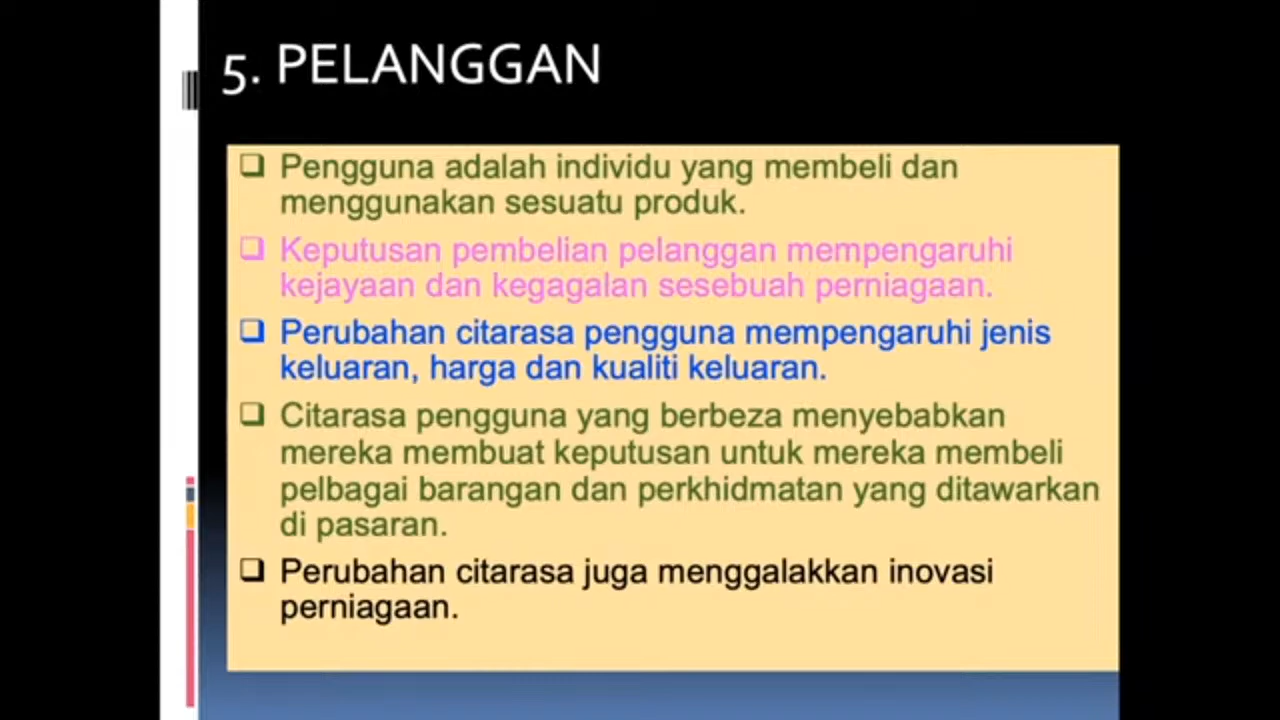 5. PELANGGAN
❑ Pengguna adalah individu yang membeli dan
menggunakan sesuatu produk.
❑ Keputusan pembelian pelanggan mempengaruhi
kejayaan dan kegagalan sesebuah perniagaan.
❑ Perubahan citarasa pengguna mempengaruhi jenis
keluaran, harga dan kualiti keluaran.
❑ Citarasa pengguna yang berbeza menyebabkan
mereka membuat keputusan untuk mereka membeli
pelbagai barangan dan perkhidmatan yang ditawarkan
di pasaran.
❑ Perubahan citarasa juga menggalakkan inovasi
perniagaan.